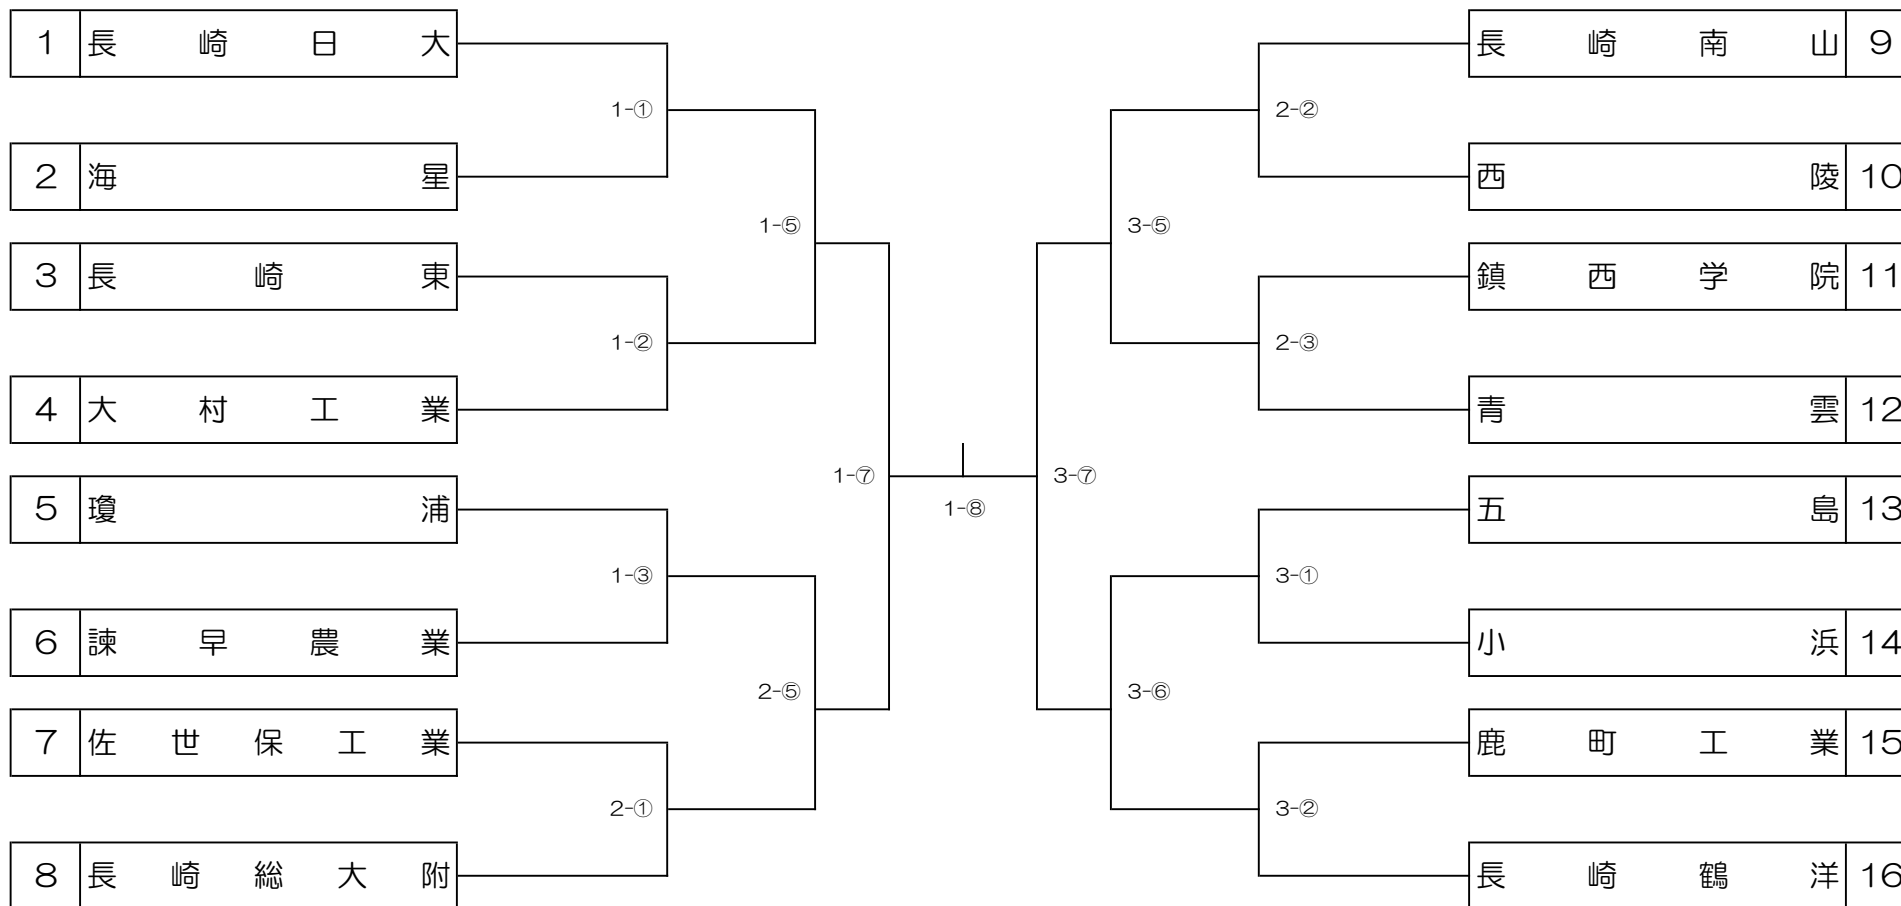 1 長崎日大
1-①
2 海星
1-⑤
3 長崎東
1-②
4 大村工業
1-⑦
5 瓊浦
1-③
6 諫早農業
2-⑤
7 佐世保工業
2-①
8 長崎総大附
1-⑧
長崎南山 9
2-②
西陵 10
3-⑤
鎮西学院 11
2-③
青雲 12
3-⑦
五島 13
3-①
小浜 14
3-⑥
鹿町工業 15
3-②
長崎鶴洋 16